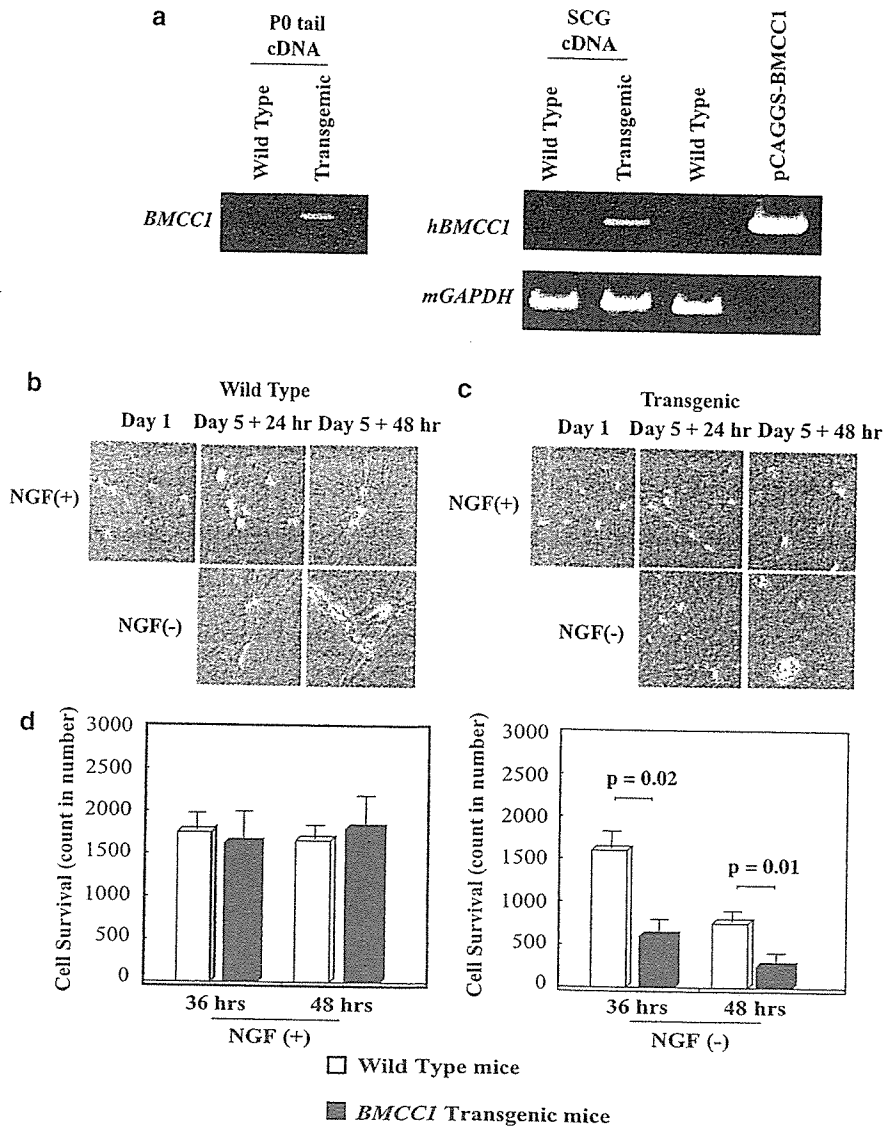 a
P0 tail
cDNA
Wild Type
Transgemic
BMCC1
SCG
cDNA
Wild Type
Transgemic
Wild Type
pCAGGS-BMCC1
hBMCC1
mGAPDH
b
Wild Type
Day 1 Day 5 + 24 hr Day 5 + 48 hr
NGF(+)
NGF(-)
c
Transgenic
Day 1 Day 5 + 24 hr Day 5 + 48 hr
NGF(+)
NGF(-)
d
Cell Survival (count in number)
3000
2500
2000
1500
1000
500
0
36 hrs 48 hrs
NGF (+)
Cell Survival (count in number)
3000
2500
2000
1500
1000
500
0
p = 0.02
p = 0.01
36 hrs 48 hrs
NGF (-)
Wild Type mice
BMCC1 Transgenic mice